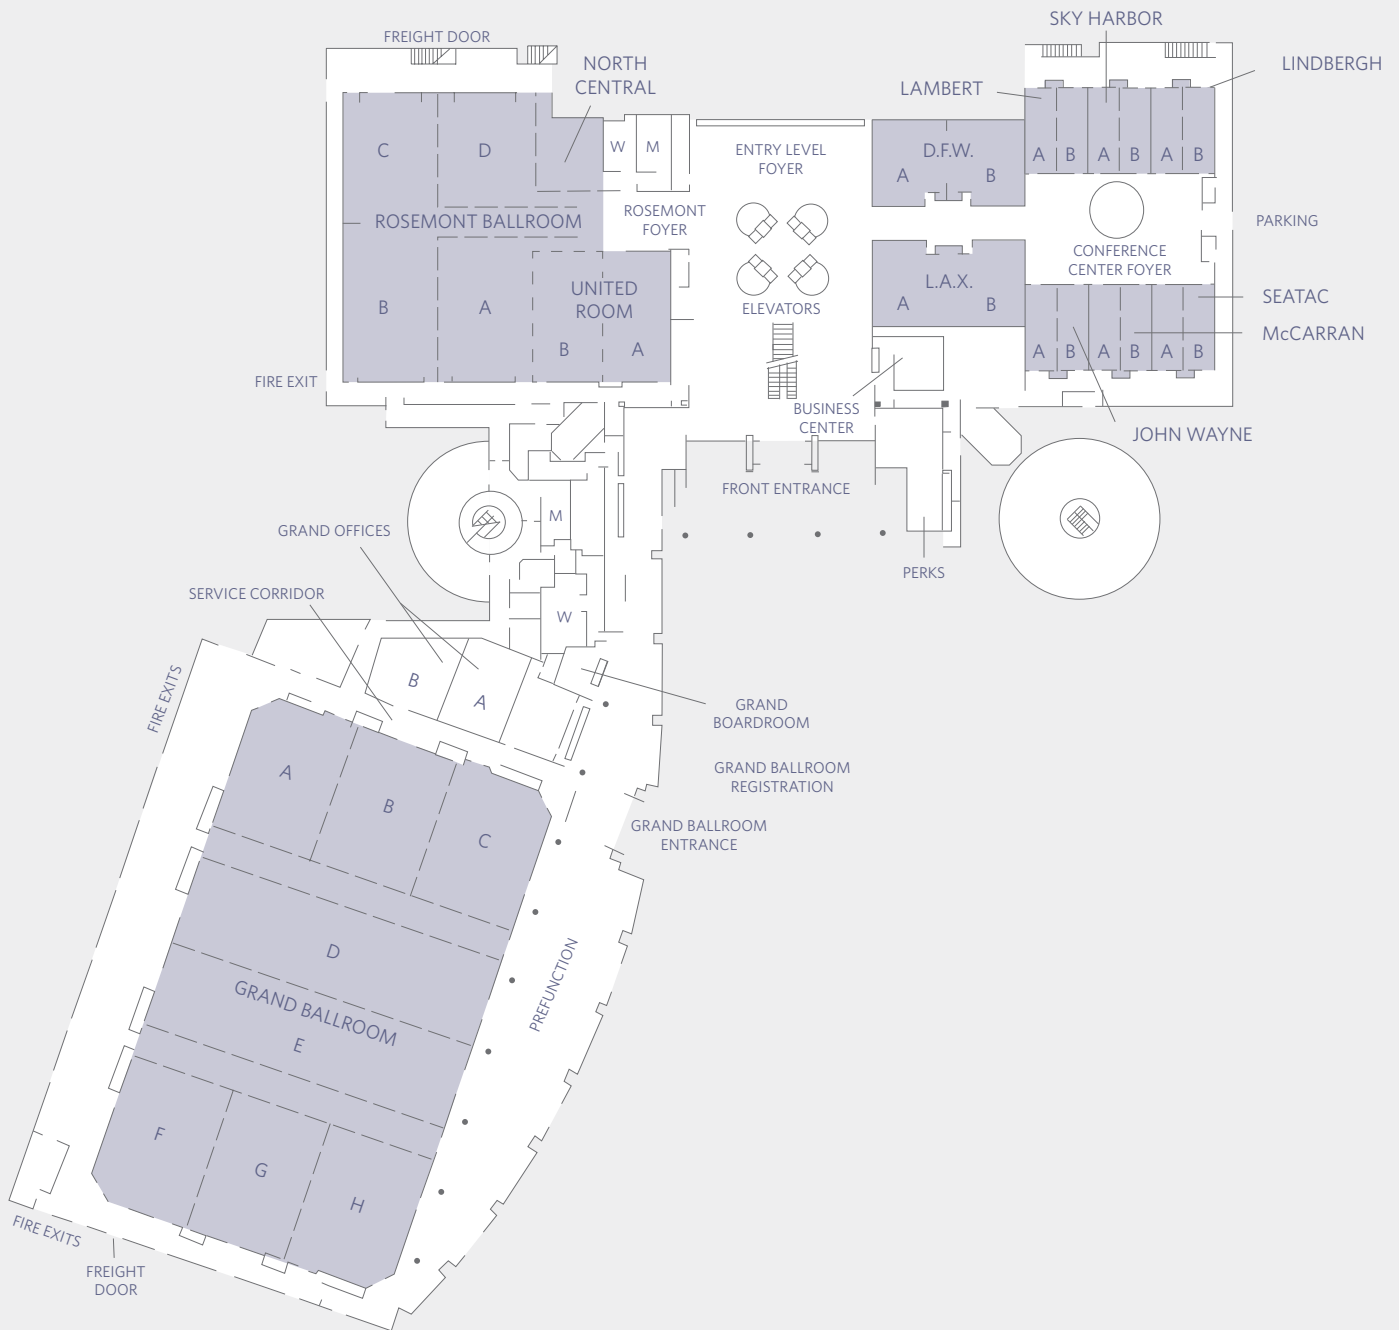 SKY HARBOR
FREIGHT DOOR
NORTH
CENTRAL
LINDBERGH
LAMBERT
C
D
W
M
ENTRY LEVEL
FOYER
D.F.W.
A
B
A
B
A
B
A
B
ROSEMONT BALLROOM
ROSEMONT
FOYER
PARKING
CONFERENCE
CENTER FOYER
UNITED
ROOM
L.A.X.
A
B
SEATAC
B
A
ELEVATORS
McCARRAN
B
A
A
B
A
B
A
B
FIRE EXIT
BUSINESS
CENTER
JOHN WAYNE
FRONT ENTRANCE
M
GRAND OFFICES
PERKS
SERVICE CORRIDOR
W
FIRE EXITS
B
A
GRAND
BOARDROOM
GRAND BALLROOM
REGISTRATION
A
B
C
GRAND BALLROOM
ENTRANCE
D
PREFUNCTION
GRAND BALLROOM
E
F
G
H
FIRE EXITS
FREIGHT
DOOR